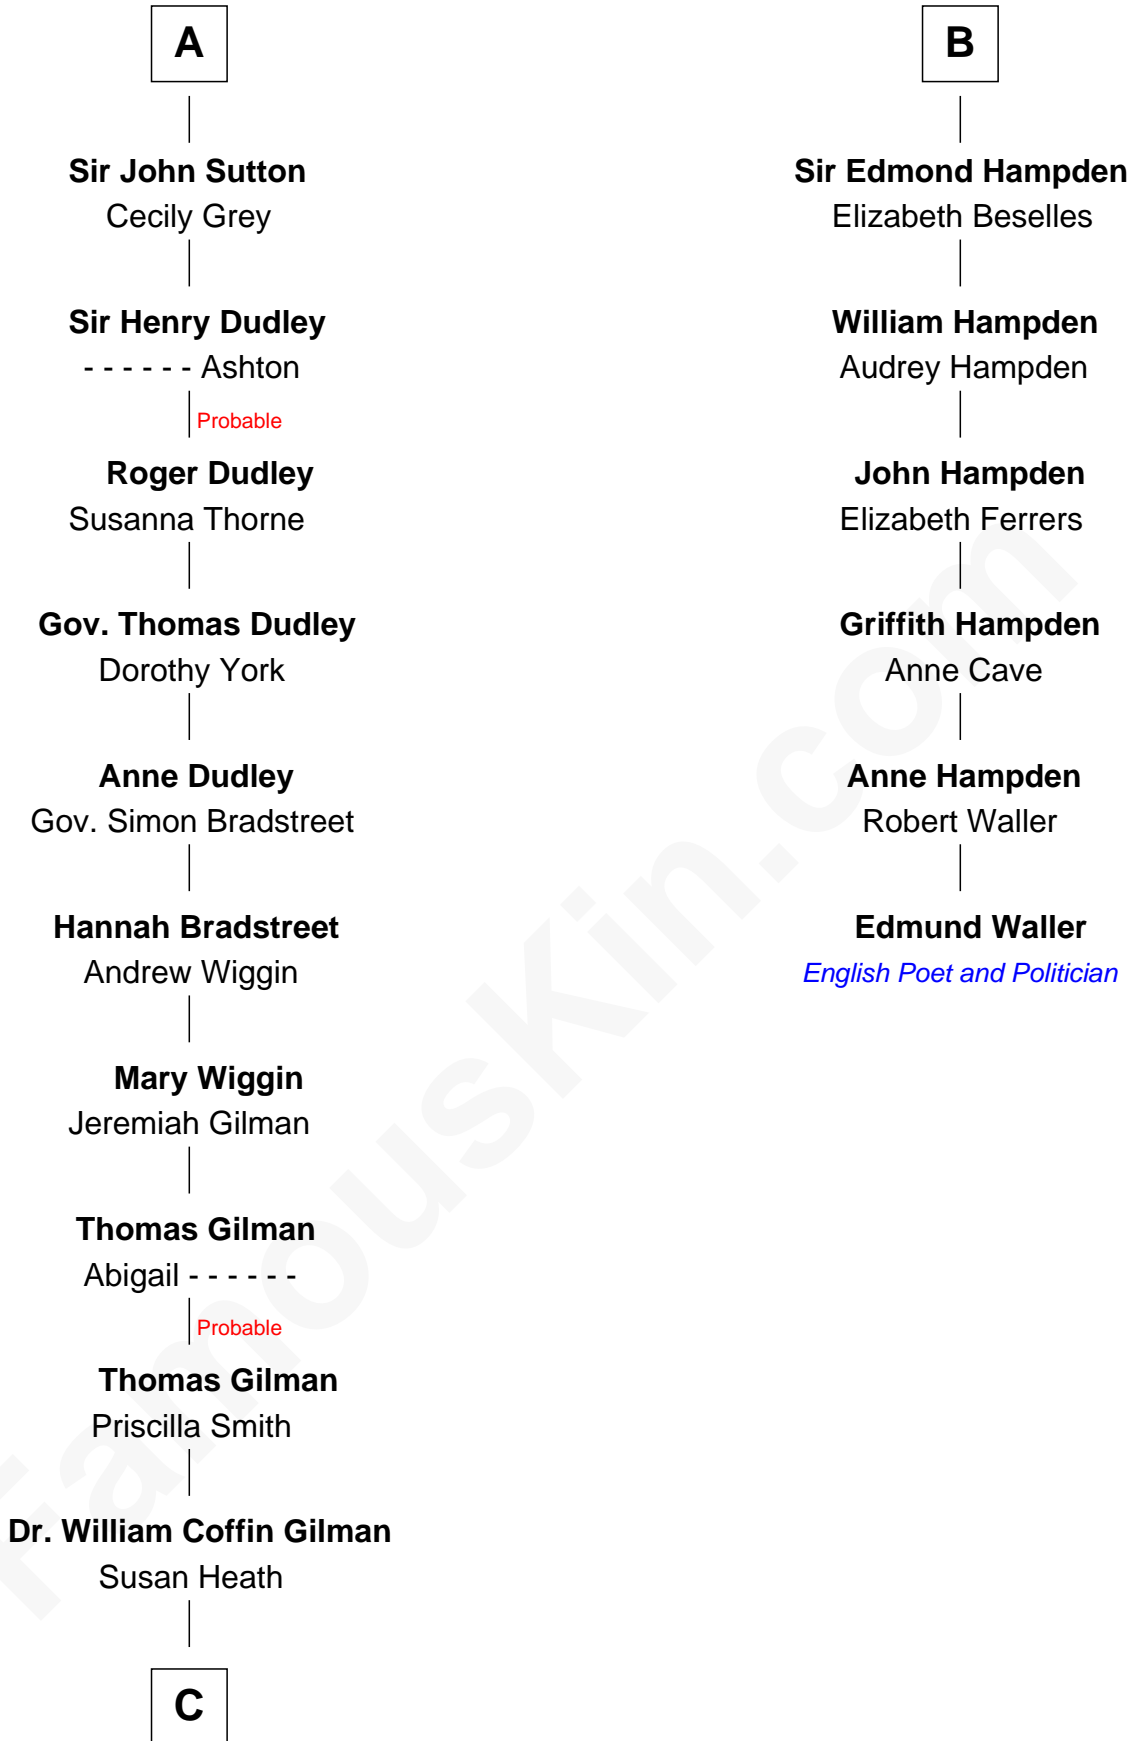 A
Sir John Sutton
Cecily Grey
Sir Henry Dudley
- - - - - - Ashton
Probable
Roger Dudley
Susanna Thorne
Gov. Thomas Dudley
Dorothy York
Anne Dudley
Gov. Simon Bradstreet
Hannah Bradstreet
Andrew Wiggin
Mary Wiggin
Jeremiah Gilman
Thomas Gilman
Abigail - - - - - -
Probable
Thomas Gilman
Priscilla Smith
Dr. William Coffin Gilman
Susan Heath
C
B
Sir Edmond Hampden
Elizabeth Beselles
William Hampden
Audrey Hampden
John Hampden
Elizabeth Ferrers
Griffith Hampden
Anne Cave
Anne Hampden
Robert Waller
Edmund Waller
English Poet and Politician
FamousKin.com